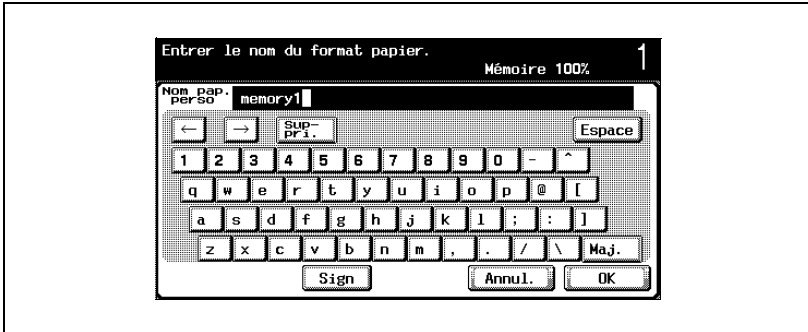 Entrer le nom du format papier.
Mémoire 100% 1
Nom pap.
perso memory1
← → Sup-
pri. Espace
1 2 3 4 5 6 7 8 9 0 - ^
q w e r t y u i o p @ [
a s d f g h j k l ; : ]
z x c v b n m , . / \ Maj.
Sign Annul. OK